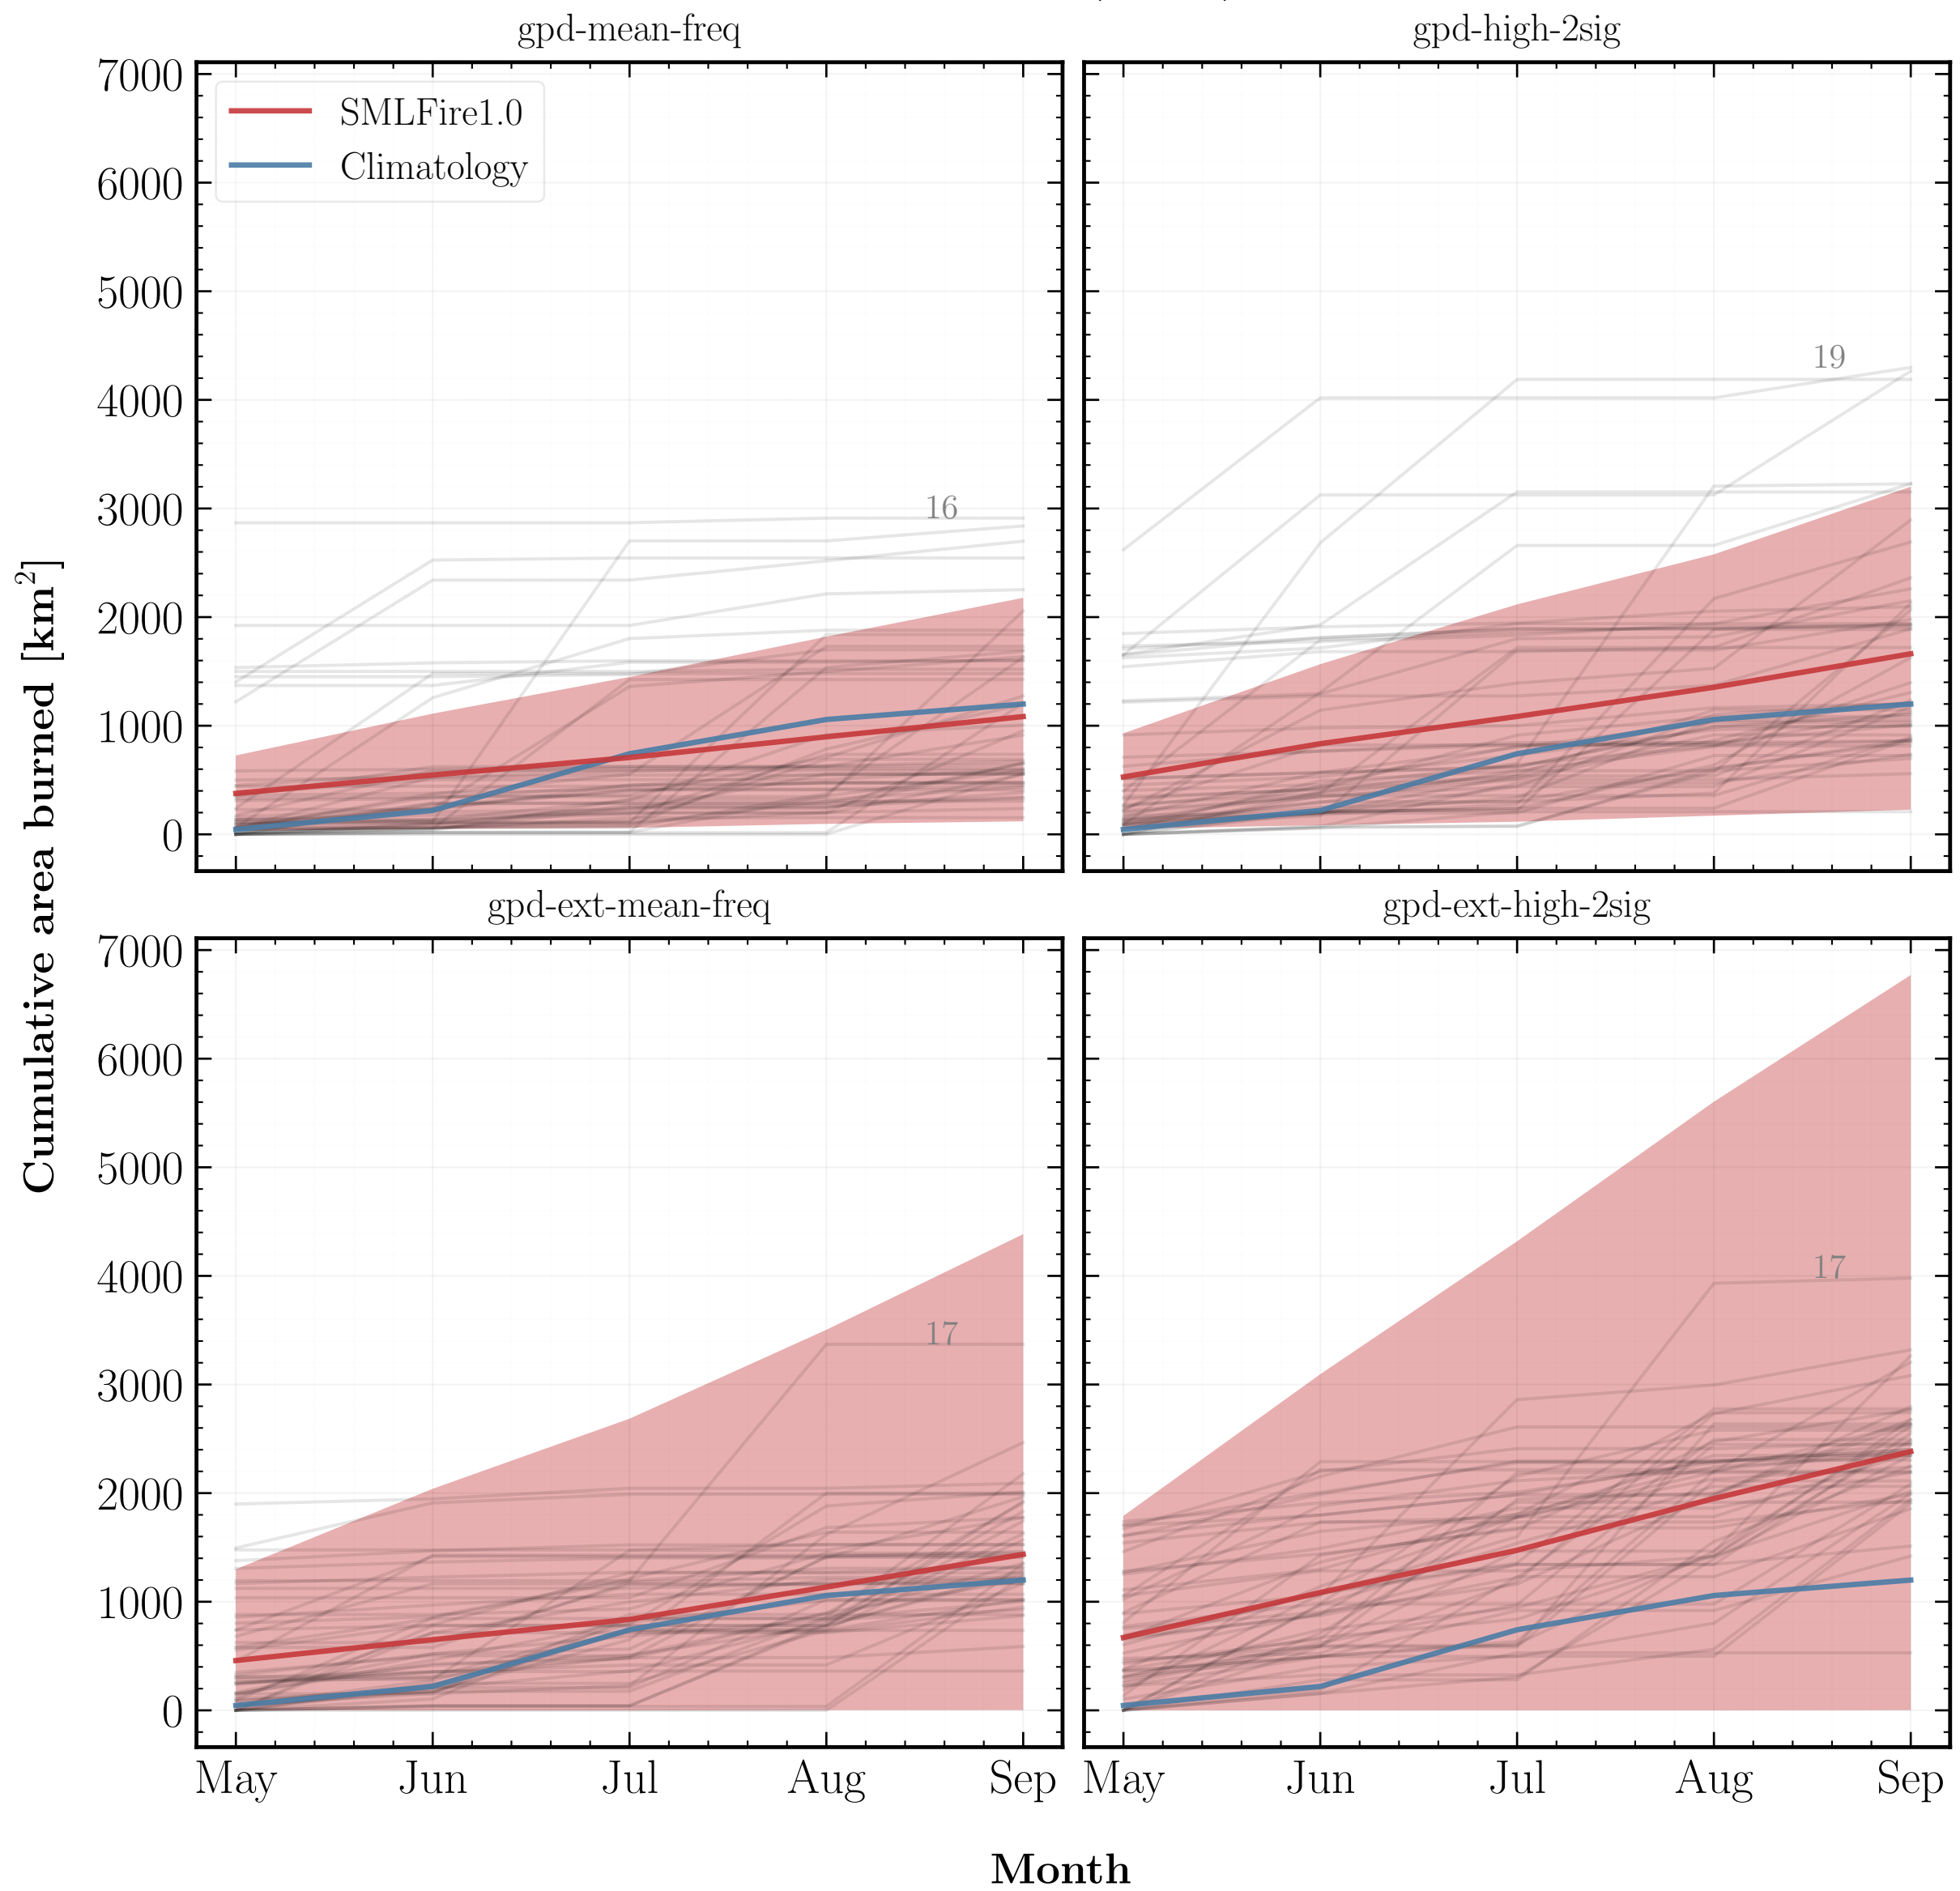 gpd-mean-freq
gpd-high-2sig
7000
6000
5000
4000
3000
2000
1000
0
SMLFire1.0
Climatology
16
19
Cumulative area burned [km²]
gpd-ext-mean-freq
gpd-ext-high-2sig
7000
6000
5000
4000
3000
2000
1000
0
17
17
May Jun Jul Aug Sep
May Jun Jul Aug Sep
Month